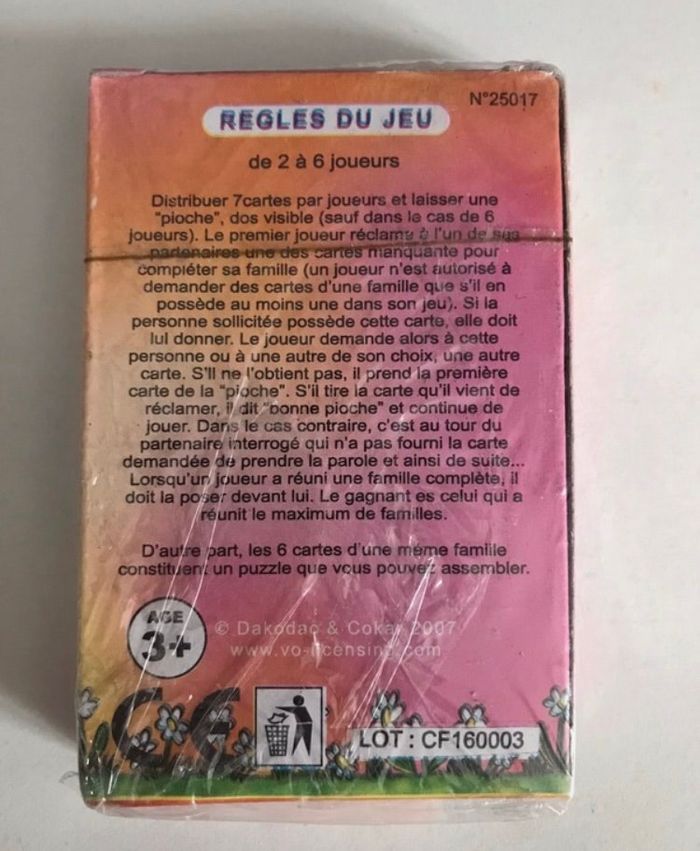 N°25017
REGLES DU JEU
de 2 à 6 joueurs
Distribuer 7cartes par joueurs et laisser une
"pioche", dos visible (sauf dans le cas de 6
joueurs). Le premier joueur réclame à l'un de ses
partenaires une des cartes manquante pour
compléter sa famille (un joueur n'est autorisé à
demander des cartes d'une famille que s'il en
possède au moins une dans son jeu). Si la
personne sollicitée possède cette carte, elle doit
lui donner. Le joueur demande alors à cette
personne ou à une autre de son choix, une autre
carte. S'il ne l'obtient pas, il prend la première
carte de la "pioche". S'il tire la carte qu'il vient de
réclamer, il dit "bonne pioche" et continue de
jouer. Dans le cas contraire, c'est au tour du
partenaire interrogé qui n'a pas fourni la carte
demandée de prendre la parole et ainsi de suite...
Lorsqu'un joueur a réuni une famille complète, il
doit la poser devant lui. Le gagnant es celui qui a
réunit le maximum de familles.
D'autre part, les 6 cartes d'une même famille
constituent un puzzle que vous pouvez assembler.
AGE
3+
© Dakodac & 2007
CE
LOT : CF160003